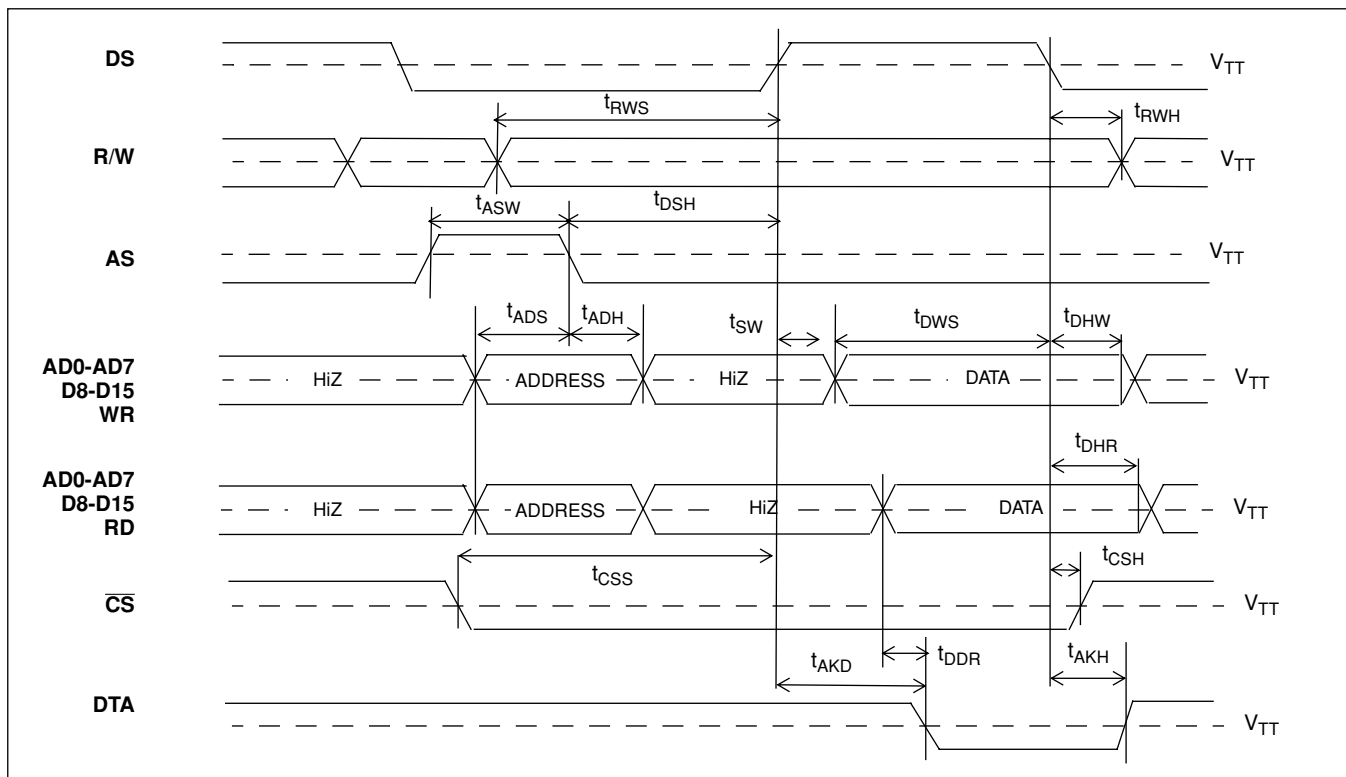 DS
V_TT
t_RWS
t_RWH
R/W
V_TT
t_ASW
t_DSH
AS
V_TT
t_ADS
t_ADH
t_SW
t_DWS
t_DHW
AD0-AD7
D8-D15
WR
HiZ
ADDRESS
HiZ
DATA
V_TT
t_DHR
AD0-AD7
D8-D15
RD
HiZ
ADDRESS
HiZ
DATA
V_TT
t_CSS
t_CSH
C̅S̅
V_TT
t_AKD
t_DDR
t_AKH
DTA
V_TT